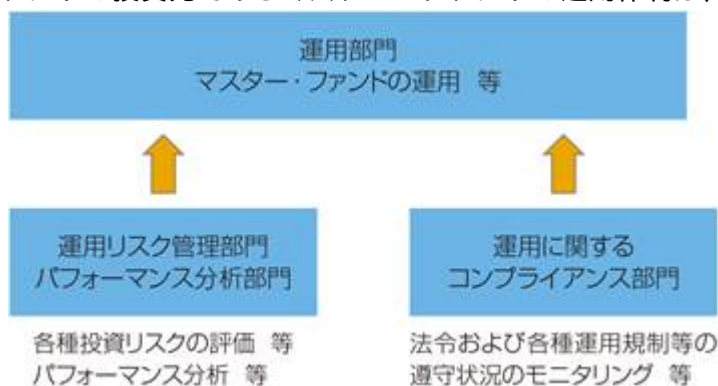 運用部門
マスター・ファンドの運用 等
運用リスク管理部門
パフォーマンス分析部門
運用に関する
コンプライアンス部門
各種投資リスクの評価 等
パフォーマンス分析 等
法令および各種運用規制等の
遵守状況のモニタリング 等